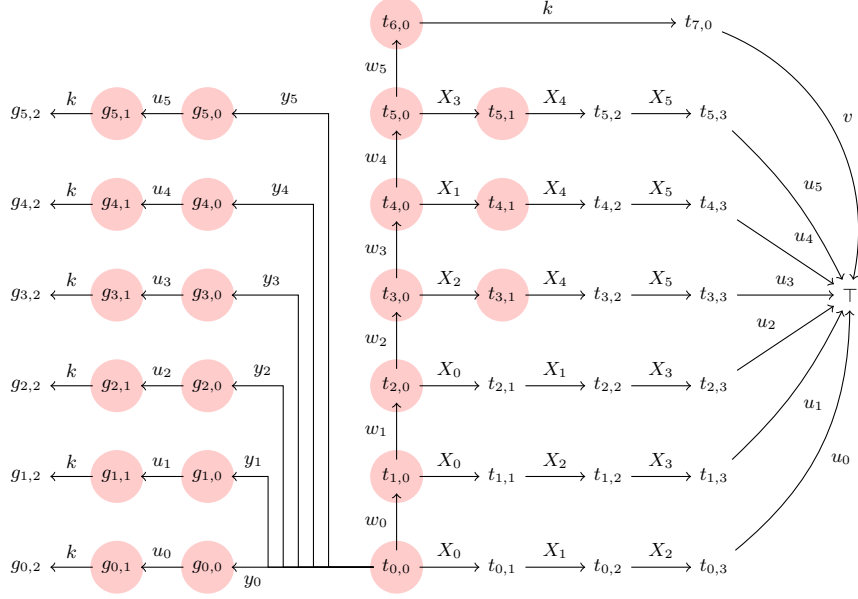 t6,0 k t7,0
w5
k u5 y5 X3 X4 X5 v
g5,2 g5,1 g5,0 t5,0 t5,1 t5,2 t5,3
w4 u5
k u4 y4 X1 X4 X5
g4,2 g4,1 g4,0 t4,0 t4,1 t4,2 t4,3
w3 u4
k u3 y3 X2 X4 X5 u3
g3,2 g3,1 g3,0 t3,0 t3,1 t3,2 t3,3 ⊤
w2 u2
k u2 y2 X0 X1 X3
g2,2 g2,1 g2,0 t2,0 t2,1 t2,2 t2,3
w1 u1
k u1 y1 X0 X2 X3
g1,2 g1,1 g1,0 t1,0 t1,1 t1,2 t1,3
w0 u0
k u0 X0 X1 X2
g0,2 g0,1 g0,0 t0,0 t0,1 t0,2 t0,3
y0